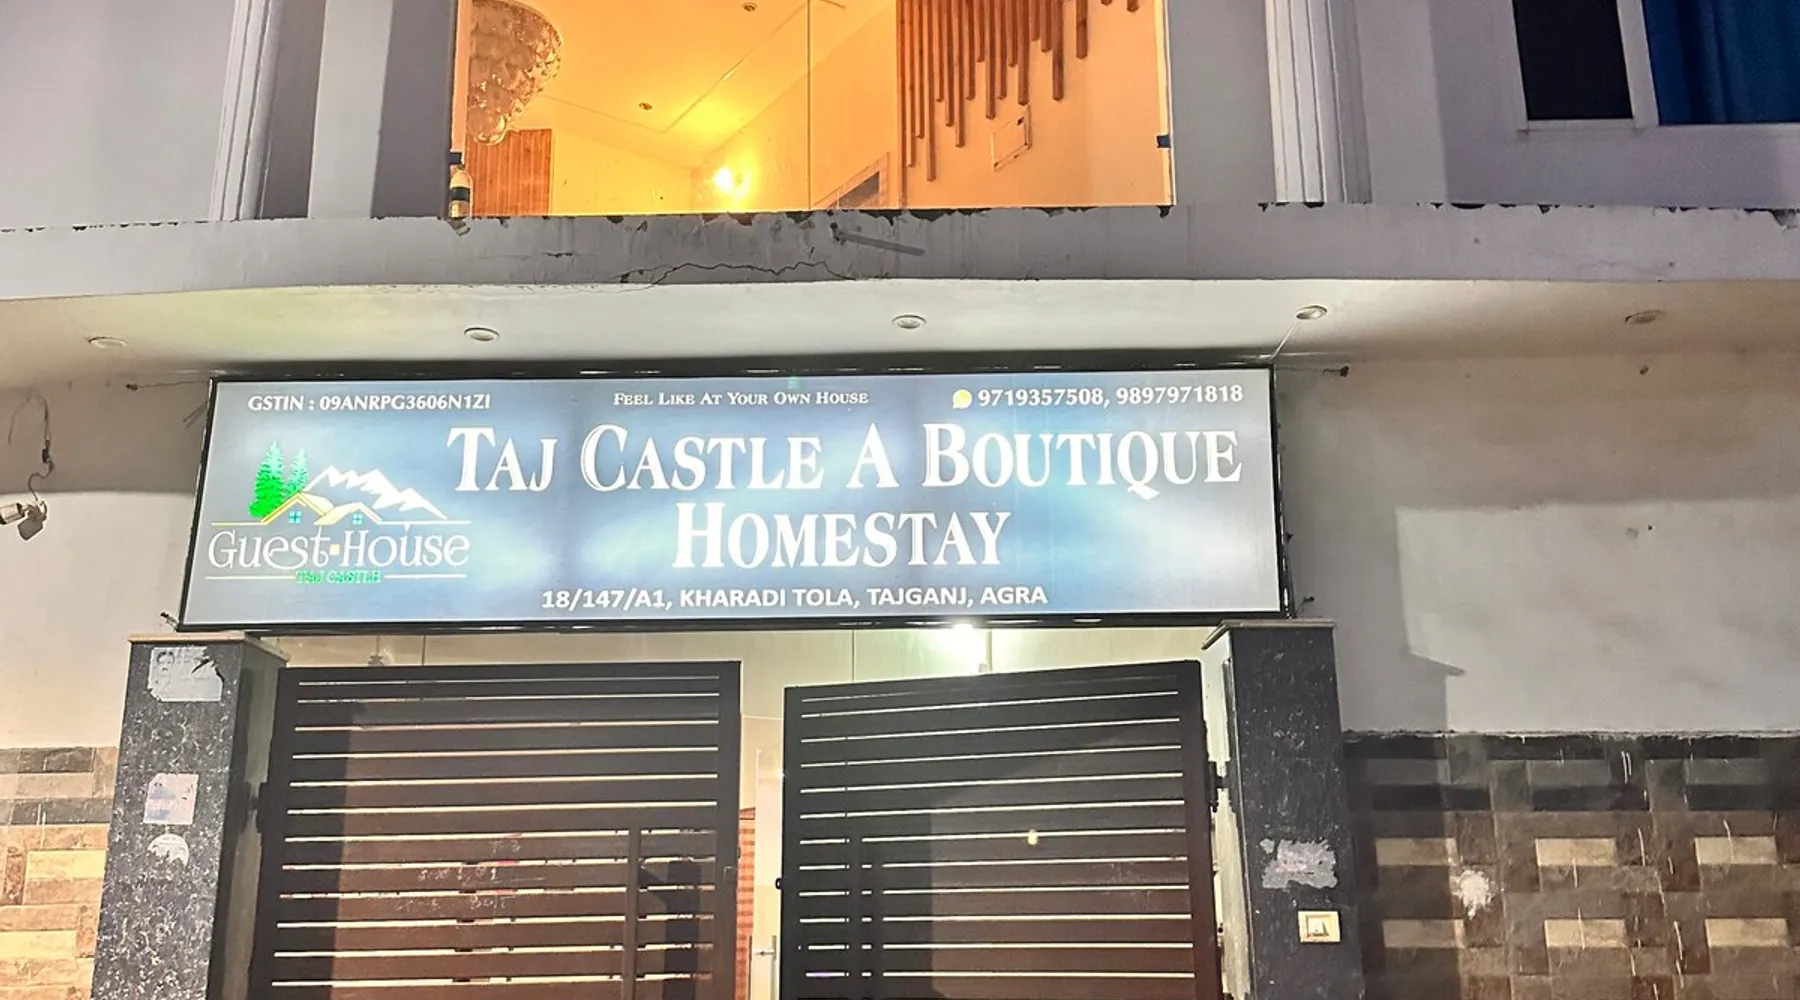 GSTIN : 09ANRPG3606N1ZI
FEEL LIKE AT YOUR OWN HOUSE
9719357508, 9897971818
TAJ CASTLE A BOUTIQUE
HOMESTAY
Guest House
TAJ CASTLE
18/147/A1, KHARADI TOLA, TAJGANJ, AGRA